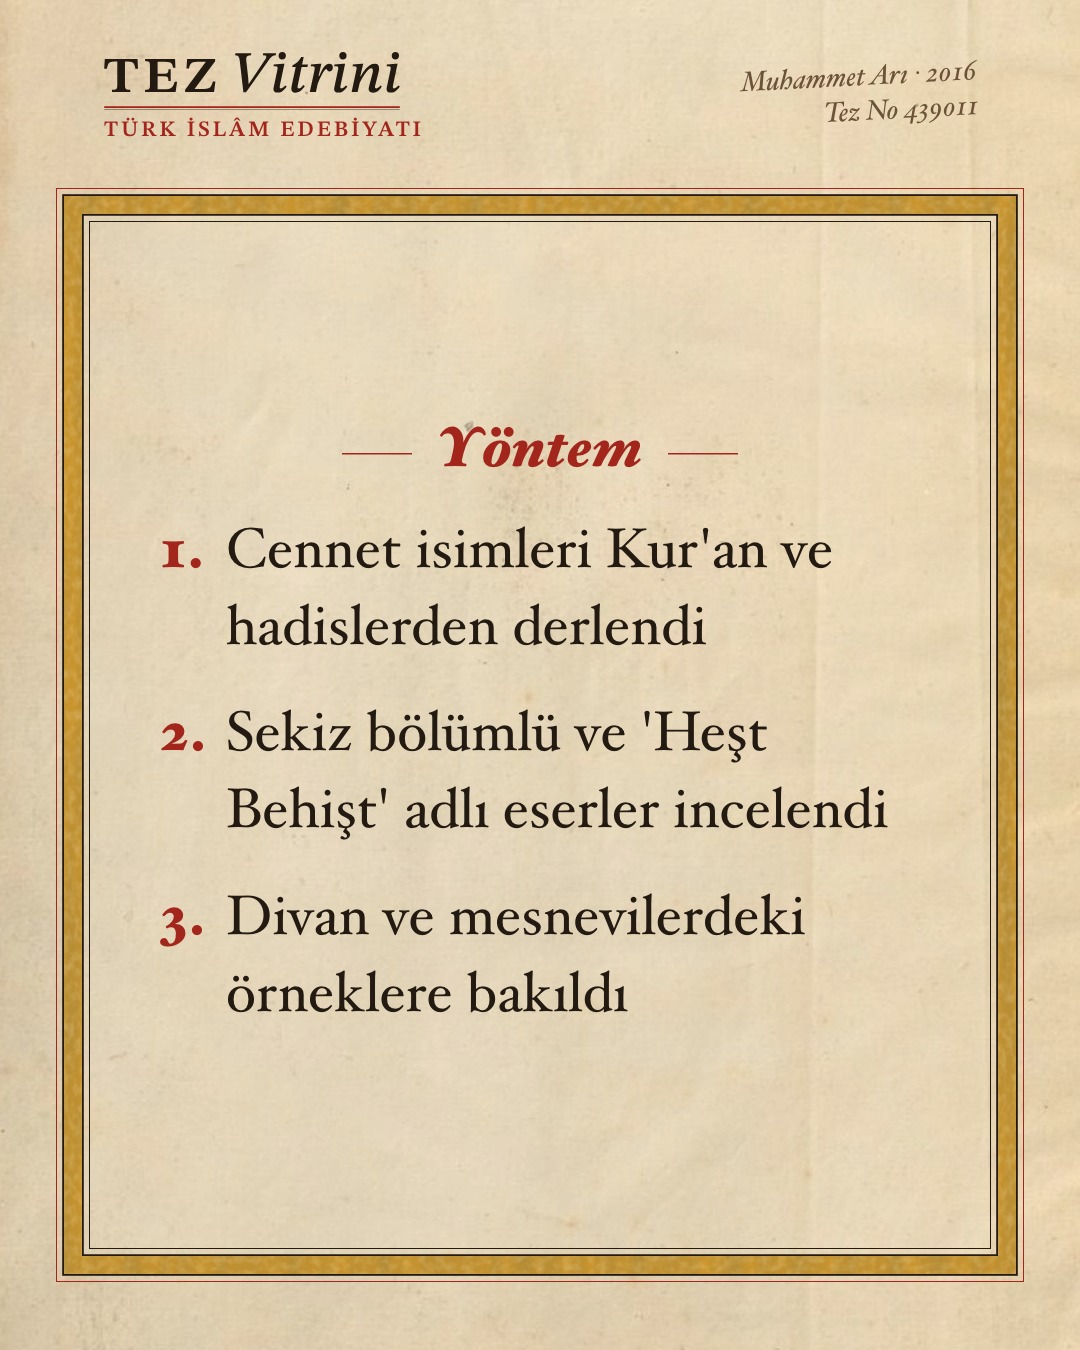 TEZ Vitrini
TÜRK İSLÂM EDEBİYATI
Muhammet Arı · 2016
Tez No 439011
Yöntem
1. Cennet isimleri Kur'an ve
hadislerden derlendi
2. Sekiz bölümlü ve 'Heşt
Behişt' adlı eserler incelendi
3. Divan ve mesnevilerdeki
örneklere bakıldı